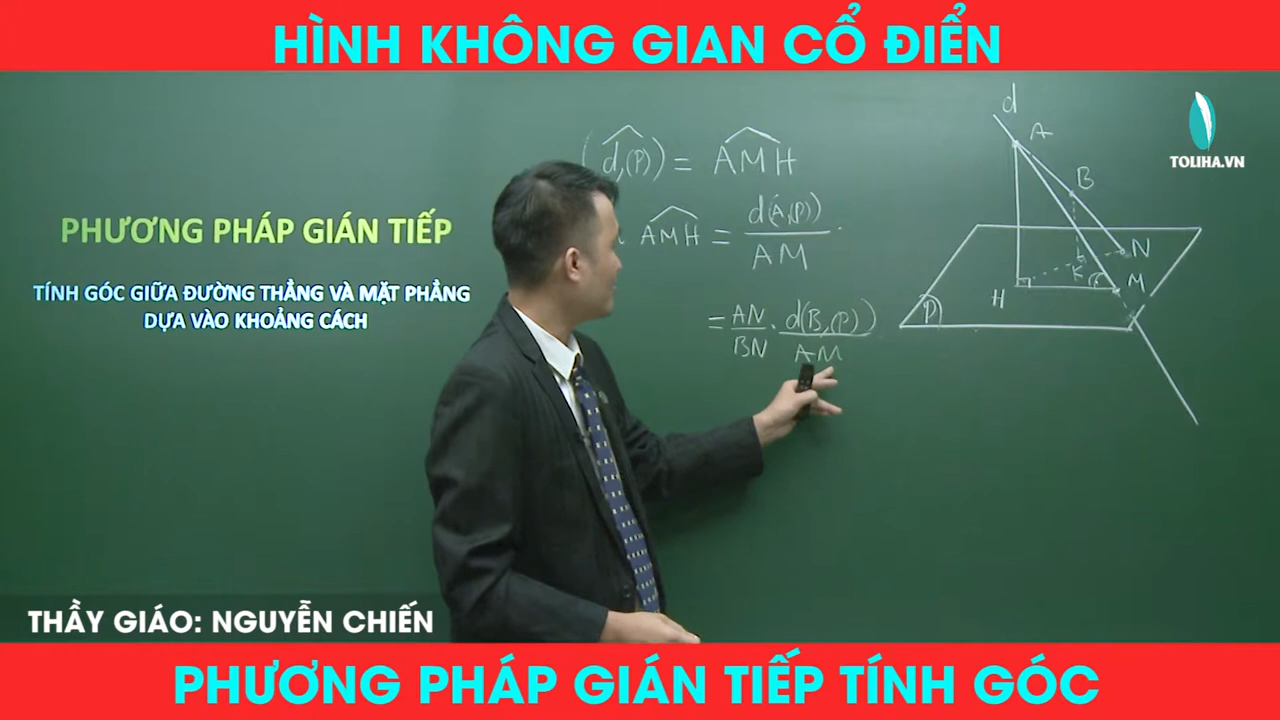 HÌNH KHÔNG GIAN CỔ ĐIỂN
TOLIHA.VN
PHƯƠNG PHÁP GIÁN TIẾP
TÍNH GÓC GIỮA ĐƯỜNG THẲNG VÀ MẶT PHẲNG
DỰA VÀO KHOẢNG CÁCH
(d,(P)) = AMH
AMH = d(A,(P)) / AM
= AN/BN . d(B,(P)) / AM
d
A
B
N
K
M
H
P
THẦY GIÁO: NGUYỄN CHIẾN
PHƯƠNG PHÁP GIÁN TIẾP TÍNH GÓC